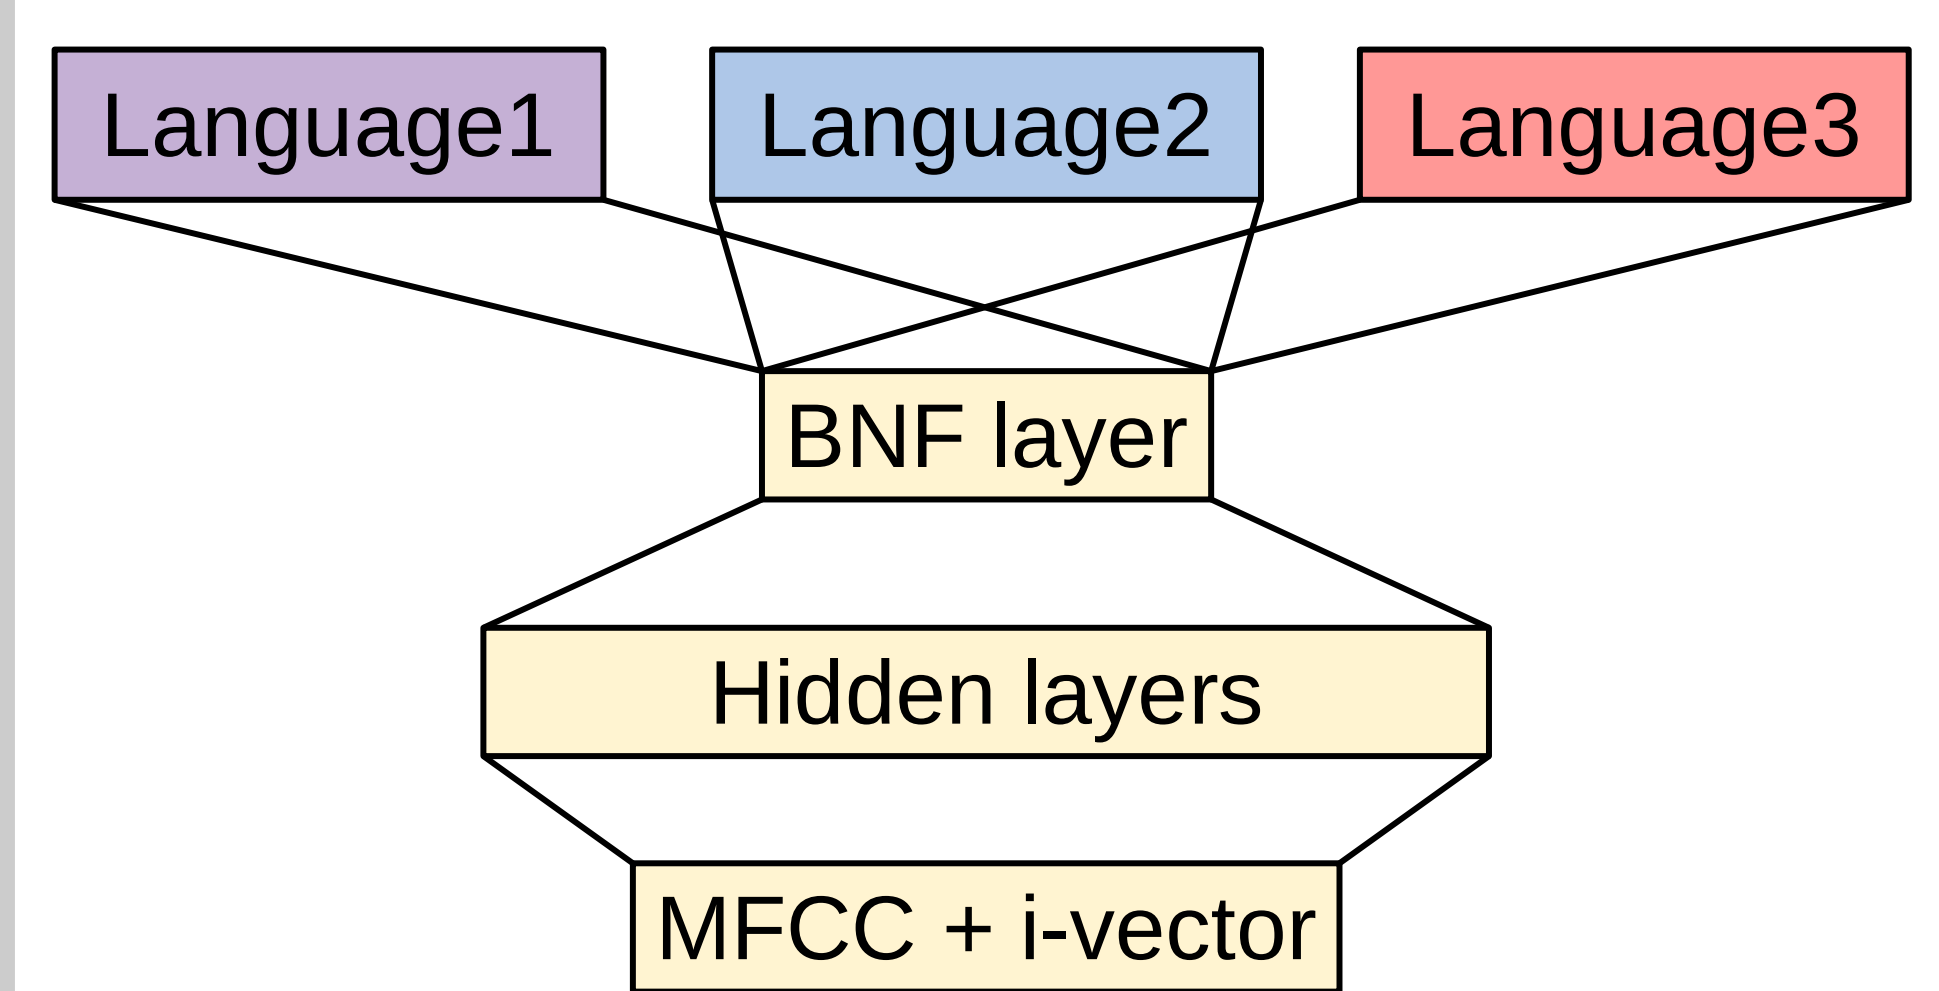 Language1
Language2
Language3
BNF layer
Hidden layers
MFCC + i-vector